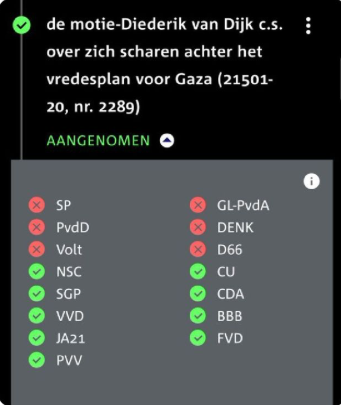 de motie-Diederik van Dijk c.s.
over zich scharen achter het
vredesplan voor Gaza (21501-
20, nr. 2289)
AANGENOMEN
SP
GL-PvdA
PvdD
DENK
Volt
D66
NSC
CU
SGP
CDA
VVD
BBB
JA21
FVD
PVV